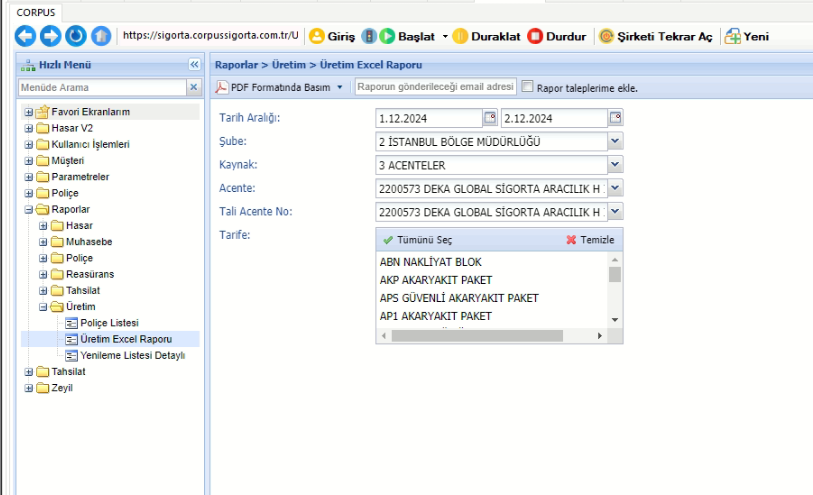 CORPUS
https://sigorta.corpussigorta.com.tr/U Giriş Başlat Duraklat Durdur Şirketi Tekrar Aç Yeni
Hızlı Menü
Raporlar > Üretim > Üretim Excel Raporu
Menüde Arama
PDF Formatında Basım Raporun gönderileceği email adresi Rapor taleplerime ekle.
Favori Ekranlarım
Hasar V2
Kullanıcı İşlemleri
Müşteri
Parametreler
Poliçe
Raporlar
Hasar
Muhasebe
Poliçe
Reasürans
Tahsilat
Üretim
Poliçe Listesi
Üretim Excel Raporu
Yenileme Listesi Detaylı
Tahsilat
Zeyil
Tarih Aralığı: 1.12.2024 2.12.2024
Şube: 2 İSTANBUL BÖLGE MÜDÜRLÜĞÜ
Kaynak: 3 ACENTELER
Acente: 2200573 DEKA GLOBAL SİGORTA ARACILIK H
Tali Acente No: 2200573 DEKA GLOBAL SİGORTA ARACILIK H
Tarife: Tümünü Seç Temizle
ABN NAKLİYAT BLOK
AKP AKARYAKIT PAKET
APS GÜVENLİ AKARYAKIT PAKET
AP1 AKARYAKIT PAKET